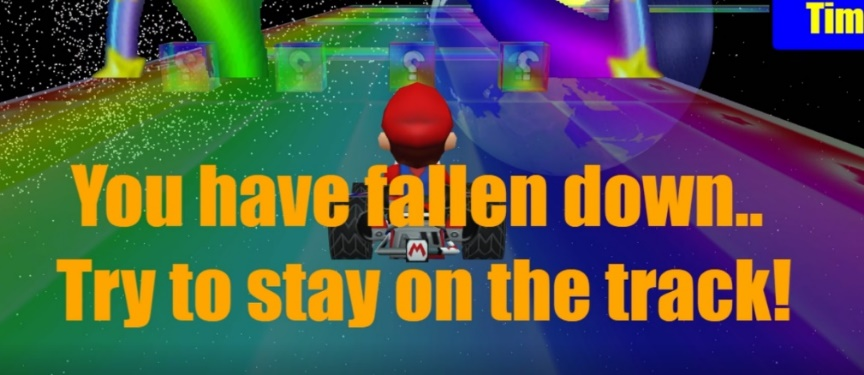 Tim
You have fallen down..
Try to stay on the track!
M